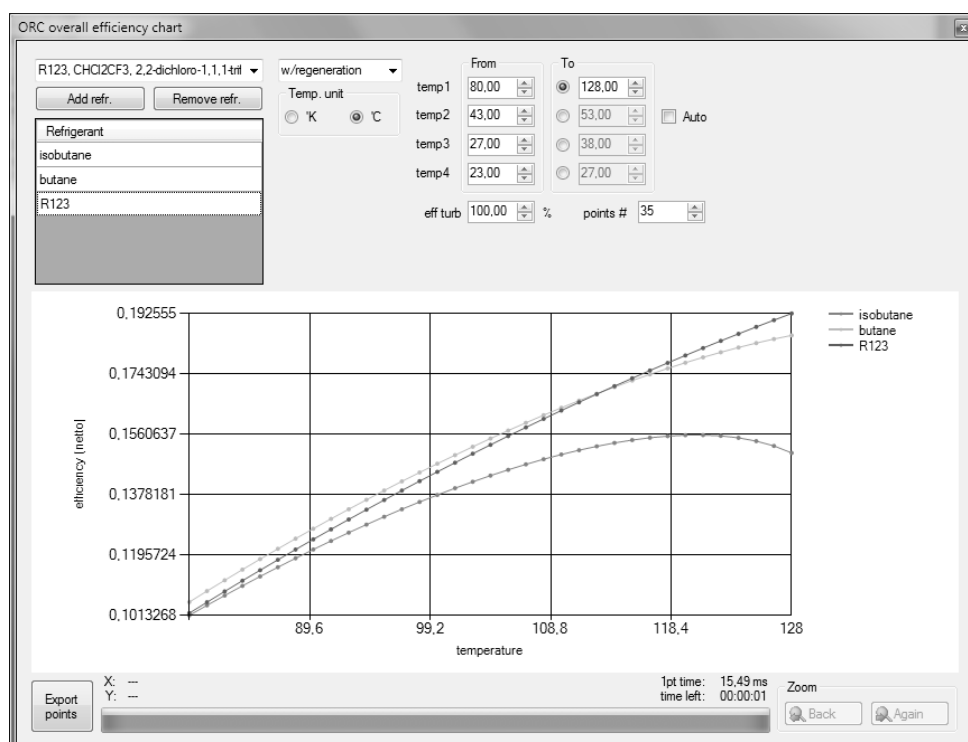 ORC overall efficiency chart
R123, CHCl2CF3, 2,2-dichloro-1,1,1-trif
w/regeneration
Add refr.
Remove refr.
Temp. unit
'K
'C
Refrigerant
isobutane
butane
R123
From
To
temp1 80,00 128,00
temp2 43,00 53,00 Auto
temp3 27,00 38,00
temp4 23,00 27,00
eff turb 100,00 % points # 35
0,192555
0,1743094
0,1560637
0,1378181
0,1195724
0,1013268
efficiency [netto]
89,6
99,2
108,8
118,4
128
temperature
isobutane
butane
R123
Export points
X: ---
Y: ---
1pt time: 15,49 ms
time left: 00:00:01
Zoom
Back
Again